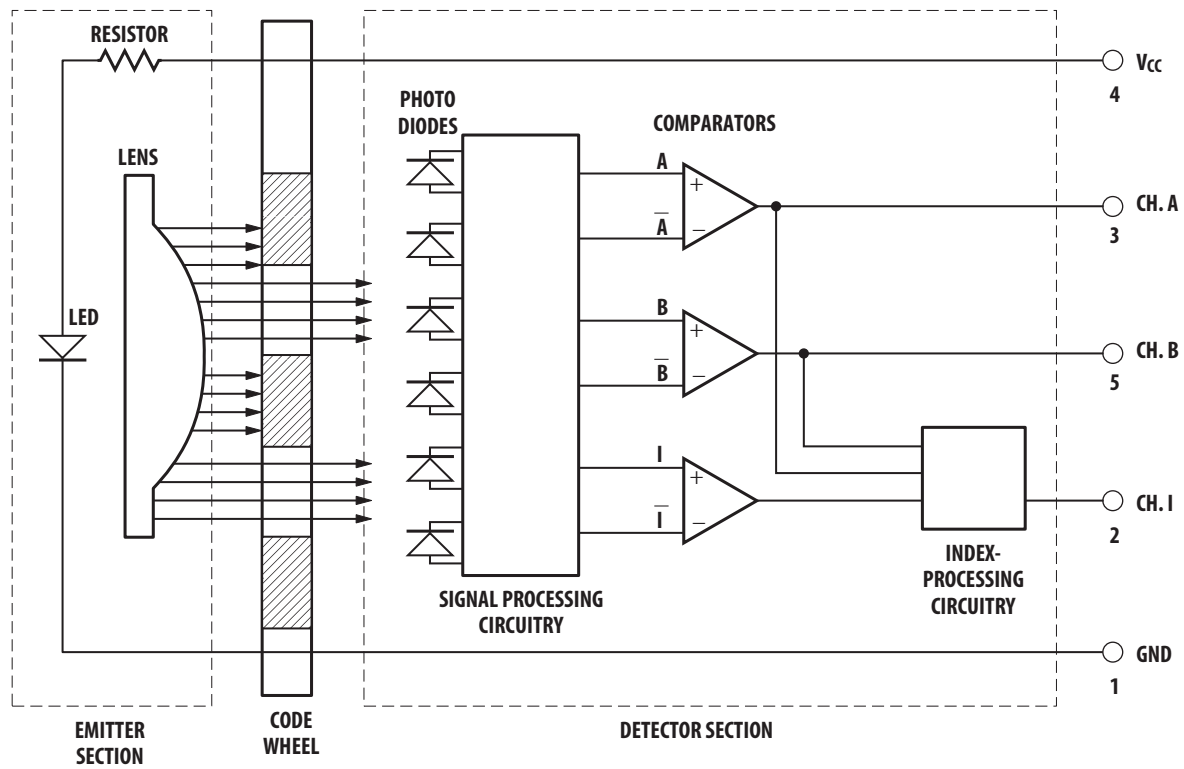 RESISTOR
VCC
4
PHOTO
DIODES
COMPARATORS
LENS
A
+
CH. A
A̅
−
3
LED
B
+
CH. B
B̅
−
5
I
+
CH. I
I̅
−
2
INDEX-
PROCESSING
CIRCUITRY
SIGNAL PROCESSING
CIRCUITRY
GND
1
EMITTER
SECTION
CODE
WHEEL
DETECTOR SECTION